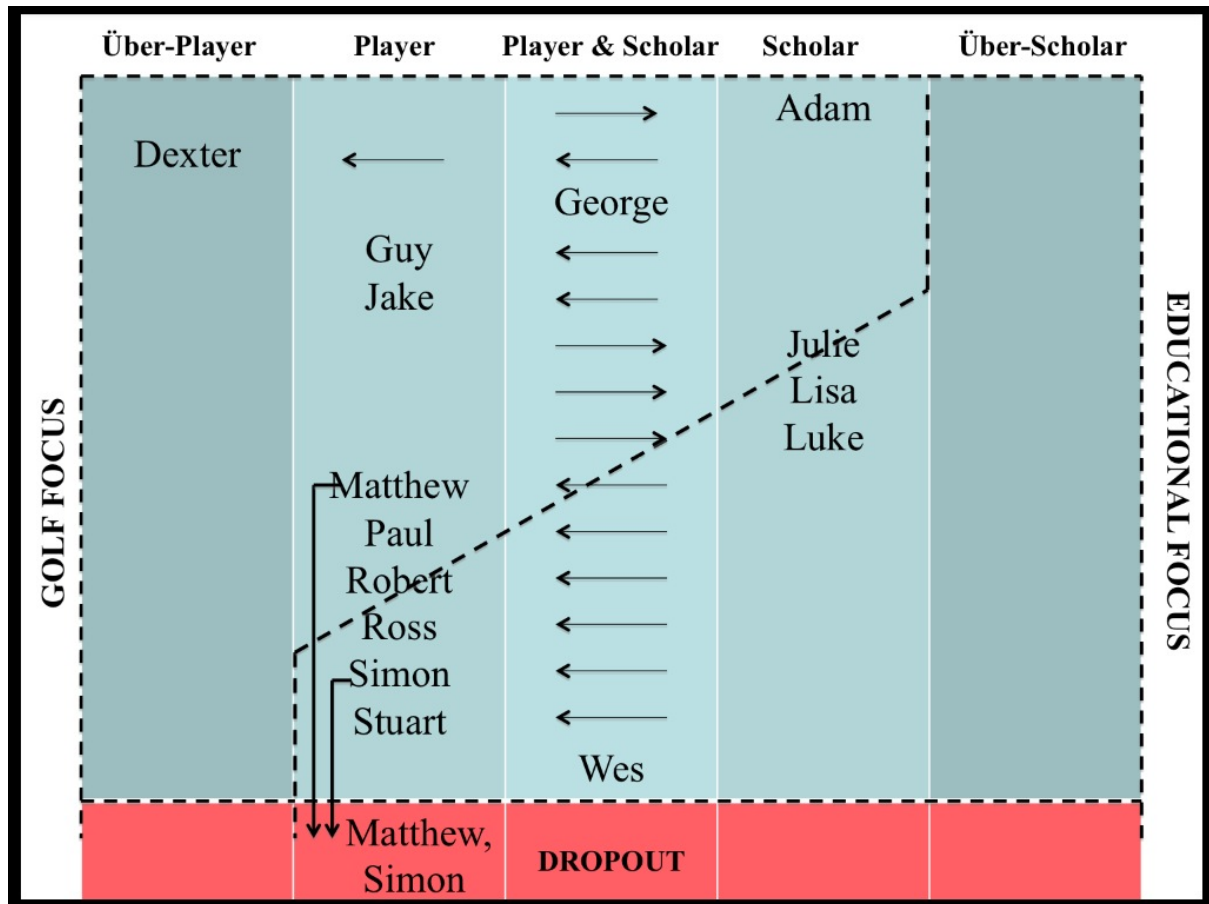 Über-Player Player Player & Scholar Scholar Über-Scholar
Adam
Dexter
George
Guy
Jake
Julie
Lisa
Luke
Matthew
Paul
Robert
Ross
Simon
Stuart
Wes
Matthew,
Simon
DROPOUT
GOLF FOCUS
EDUCATIONAL FOCUS